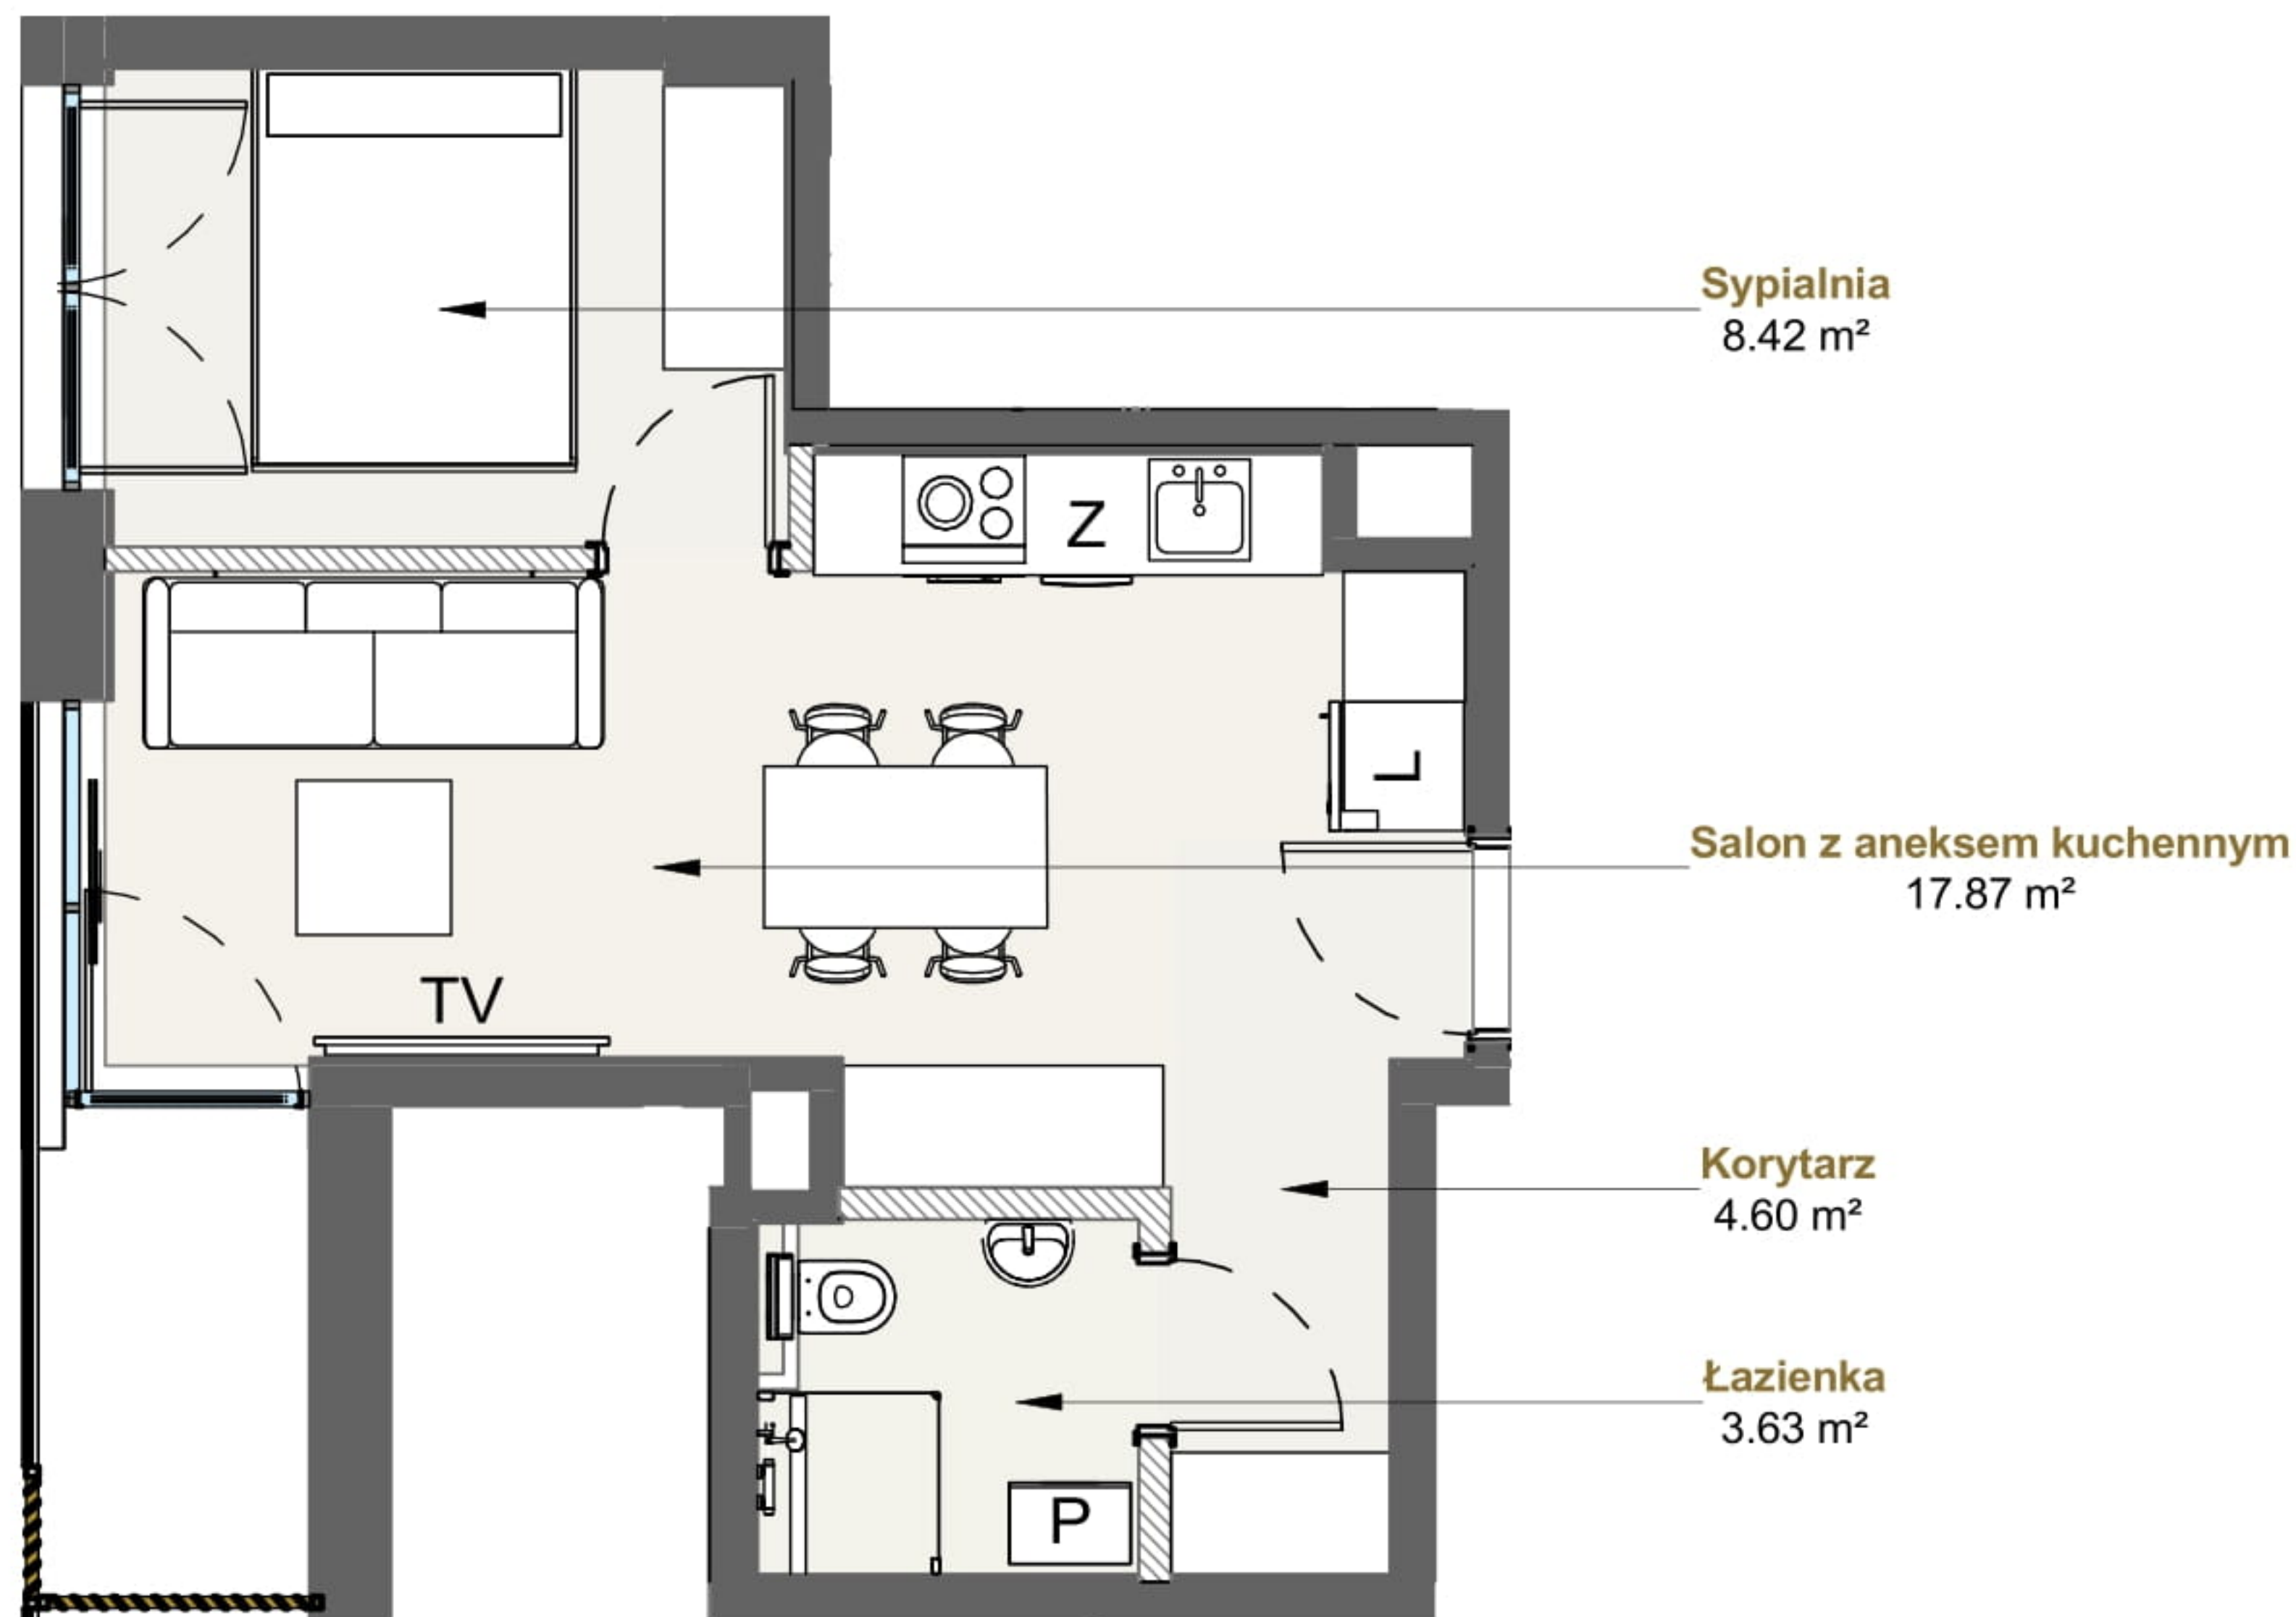 Sypialnia
8.42 m²
Z
L
Salon z aneksem kuchennym
17.87 m²
TV
Korytarz
4.60 m²
Łazienka
3.63 m²
P